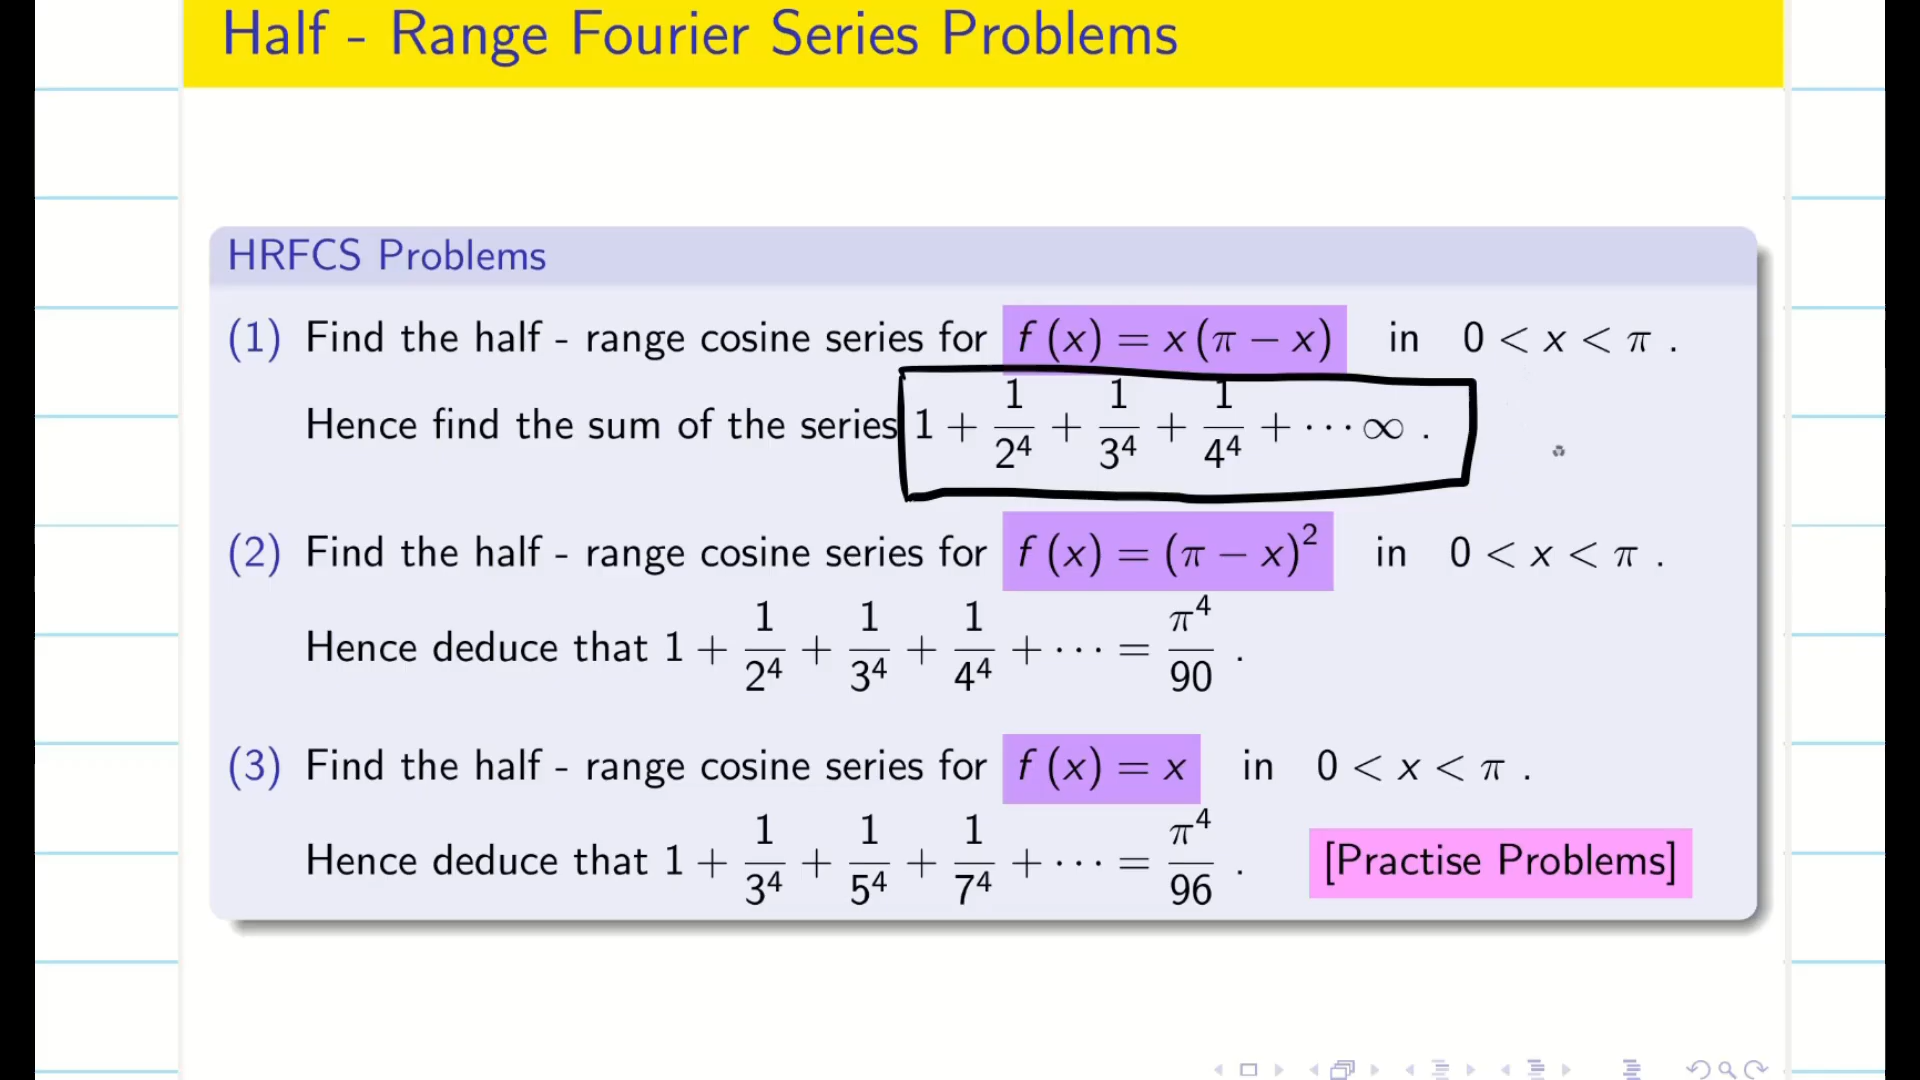 Half - Range Fourier Series Problems
HRFCS Problems
(1) Find the half - range cosine series for f (x) = x (π − x) in 0 < x < π .
Hence find the sum of the series 1 + 1/2⁴ + 1/3⁴ + 1/4⁴ + ⋯ ∞ .
(2) Find the half - range cosine series for f (x) = (π − x)² in 0 < x < π .
Hence deduce that 1 + 1/2⁴ + 1/3⁴ + 1/4⁴ + ⋯ = π⁴/90 .
(3) Find the half - range cosine series for f (x) = x in 0 < x < π .
Hence deduce that 1 + 1/3⁴ + 1/5⁴ + 1/7⁴ + ⋯ = π⁴/96 . [Practise Problems]